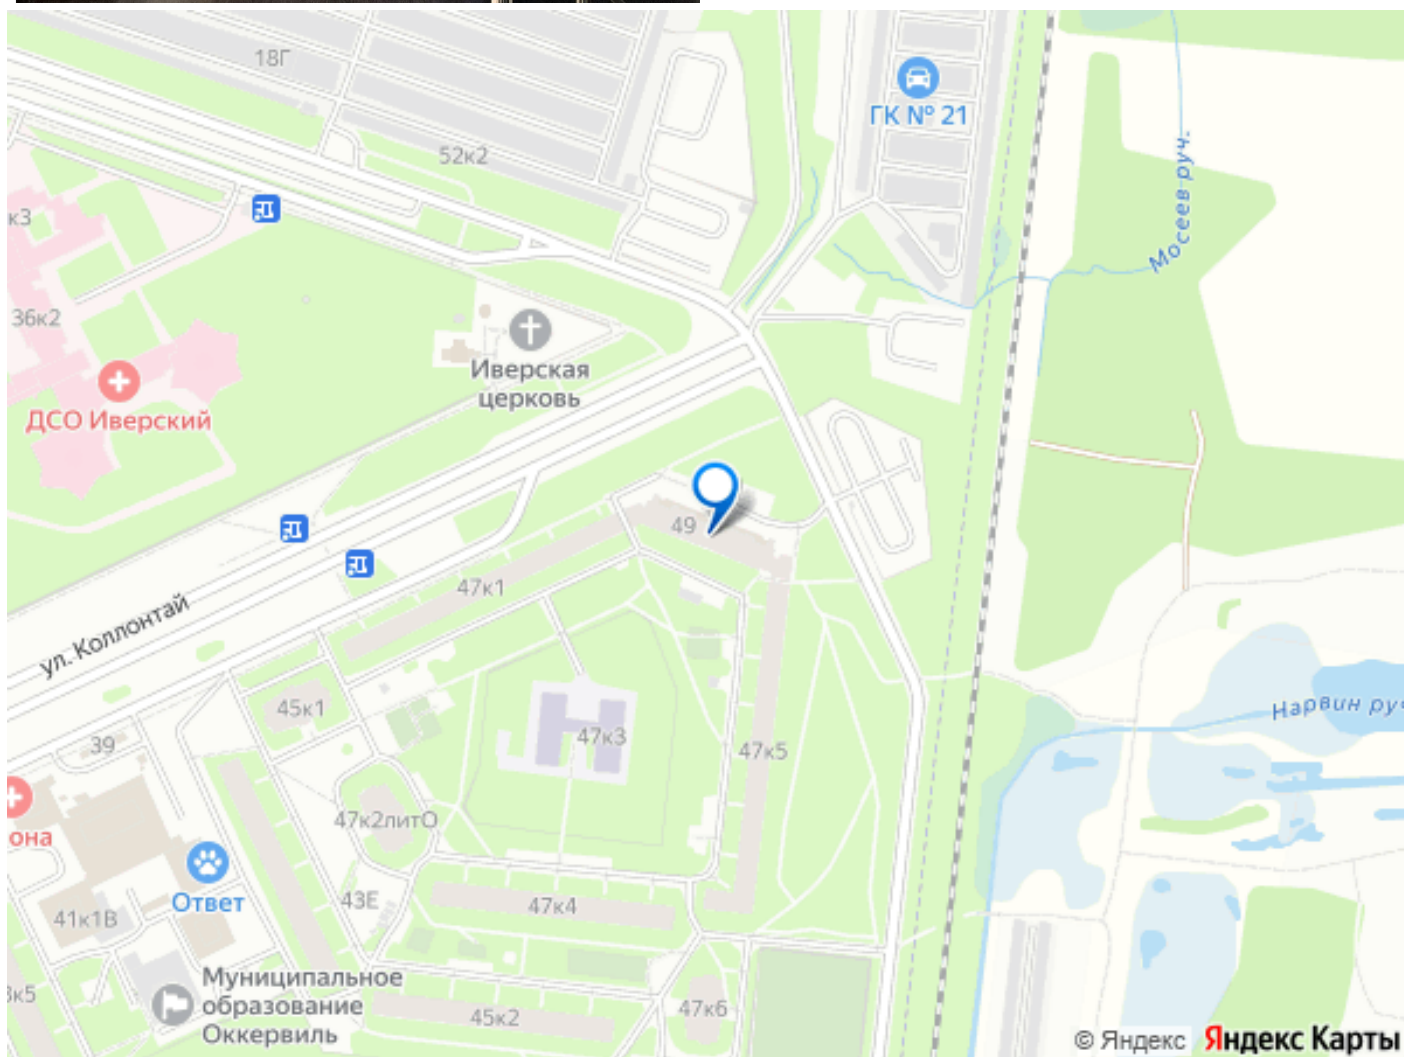 18Г
ГК № 21
52к2
Мосеев руч.
к3
36к2
Иверская
церковь
ДСО Иверский
49
47к1
ул. Коллонтай
45к1
39
47к3
Нарвин руч
47к5
47к2литО
она
Ответ
43Е
41к1В
47к4
Муниципальное
образование
Оккервиль
к5
45к2
47к6
© Яндекс Яндекс Карты